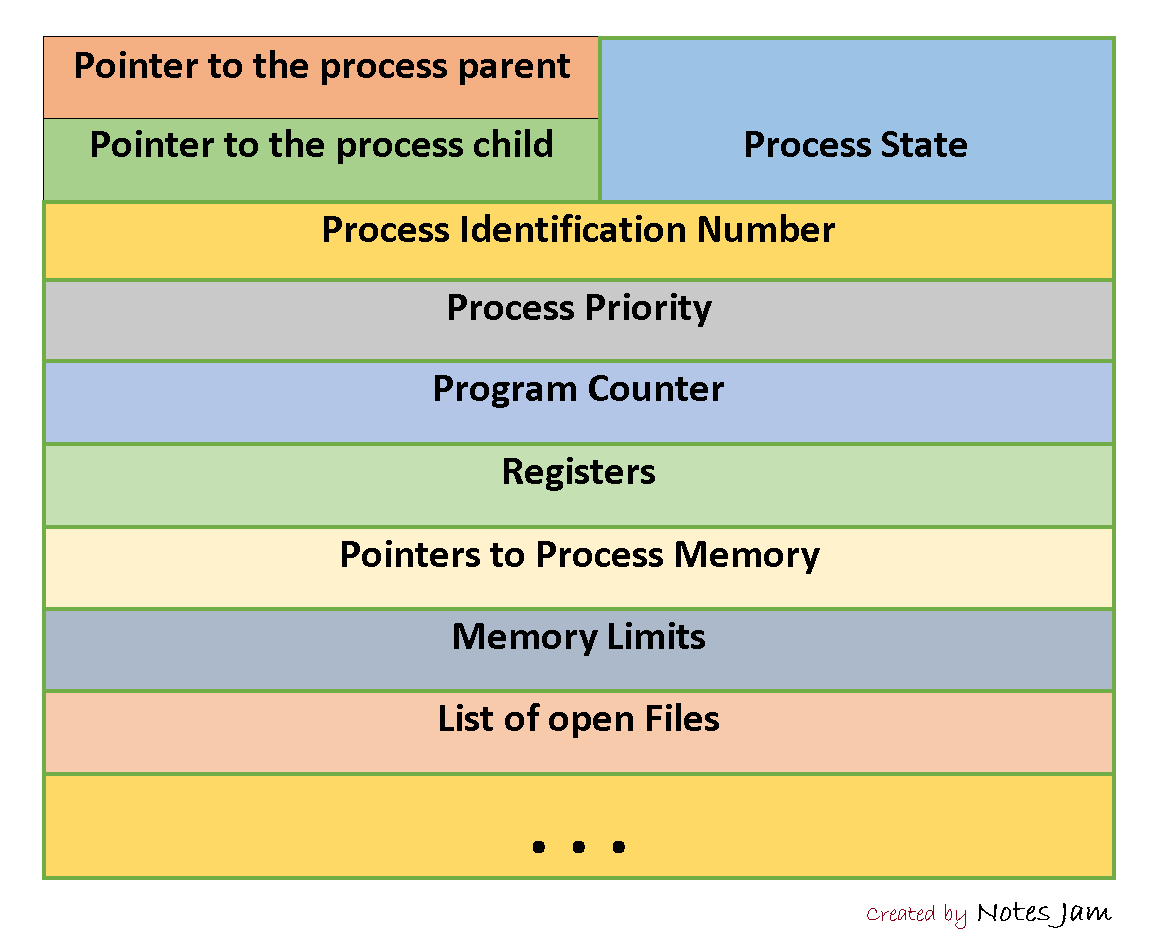 Pointer to the process parent
Pointer to the process child
Process State
Process Identification Number
Process Priority
Program Counter
Registers
Pointers to Process Memory
Memory Limits
List of open Files
. . .
Created by Notes Jam